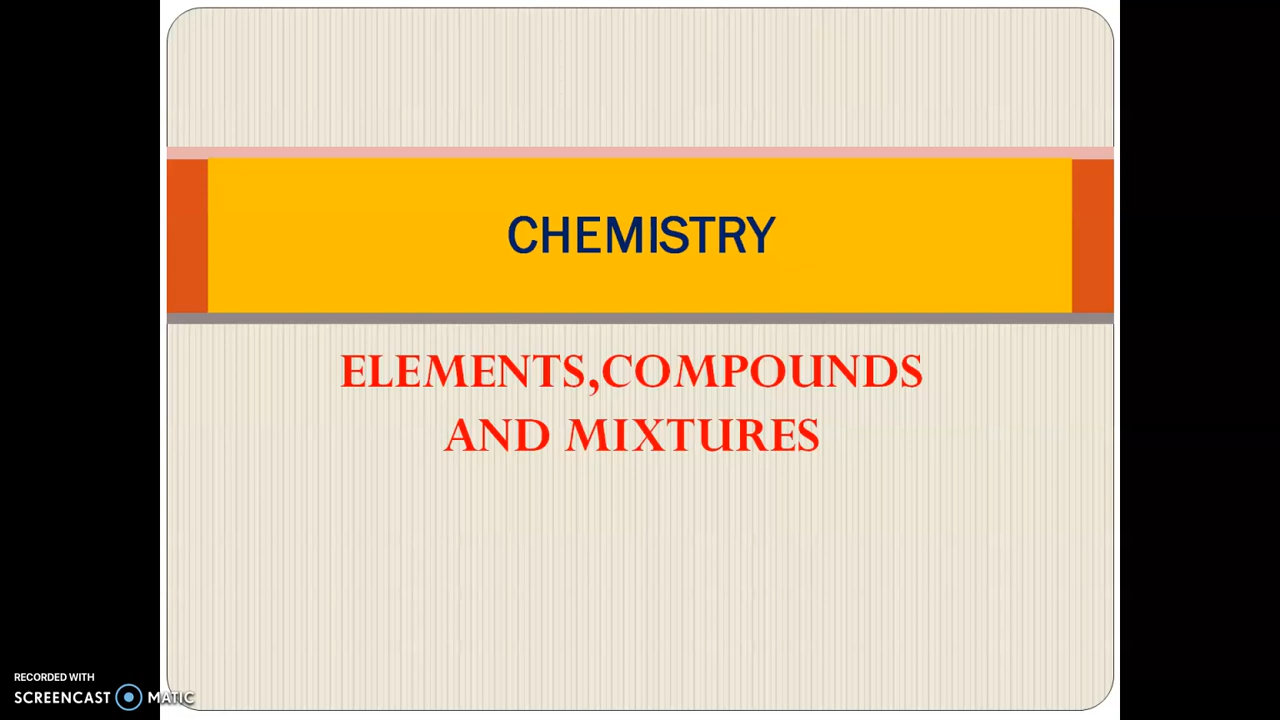 CHEMISTRY
ELEMENTS,COMPOUNDS
AND MIXTURES
RECORDED WITH
SCREENCAST MATIC